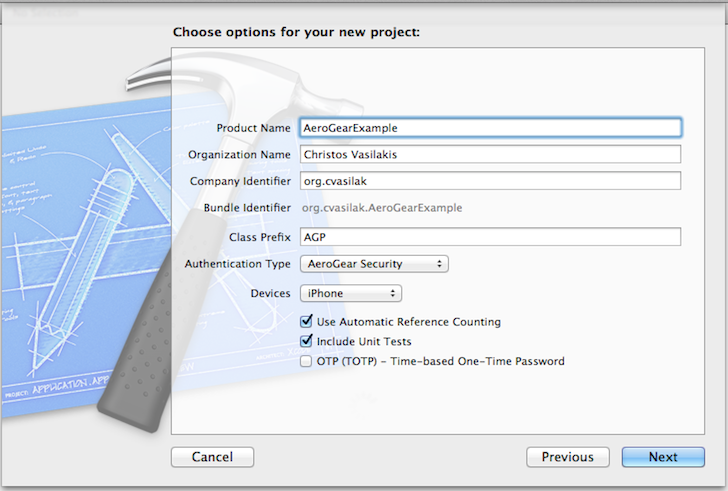 Choose options for your new project:
Product Name AeroGearExample
Organization Name Christos Vasilakis
Company Identifier org.cvasilak
Bundle Identifier org.cvasilak.AeroGearExample
Class Prefix AGP
Authentication Type AeroGear Security
Devices iPhone
Use Automatic Reference Counting
Include Unit Tests
OTP (TOTP) - Time-based One-Time Password
PROJECT: APPLICATION.APP
Cancel Previous Next